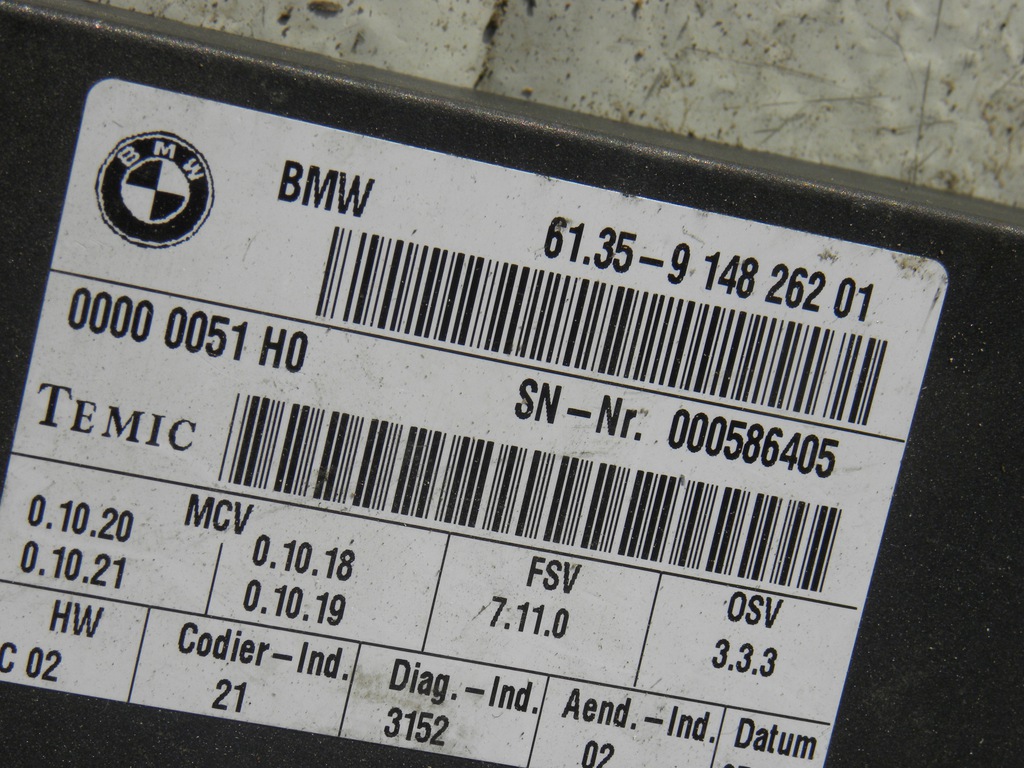 BMW
BMW
61.35-9 148 262 01
0000 0051 H0
SN-Nr. 000586405
TEMIC
MCV
0.10.20
0.10.21
0.10.18
0.10.19
FSV
7.11.0
OSV
3.3.3
HW
C 02
Codier-Ind.
21
Diag.-Ind.
3152
Aend.-Ind.
02
Datum